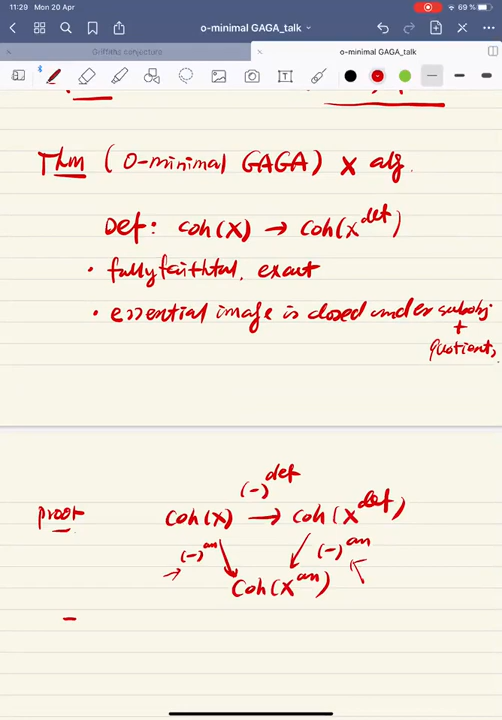 11:29 Mon 20 Apr
69%
o-minimal GAGA_talk
Griffiths conjecture
o-minimal GAGA_talk
Thm (O-minimal GAGA) X alg.
Def: Coh(X) → Coh(X^def)
• fully faithful, exact
• essential image is closed under subobj
+
quotients,
(-)^def
proof Coh(X) → Coh(X^def)
(-)^an (-)^an
Coh(X^an)